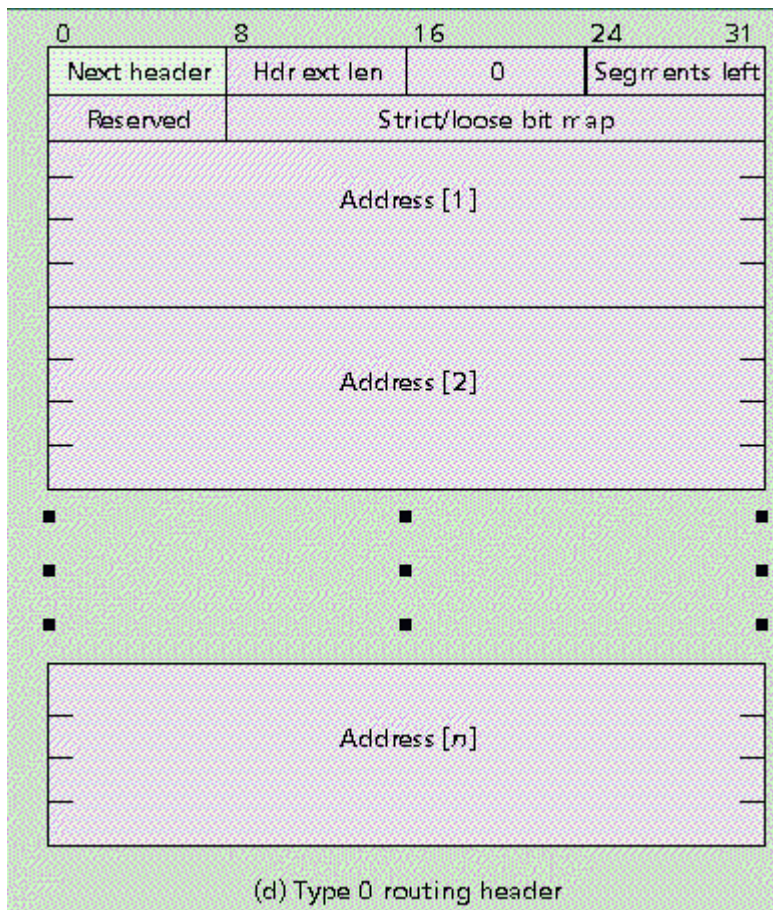 0 8 16 24 31
Next header Hdr ext len 0 Segments left
Reserved Strict/loose bit map
Address [1]
Address [2]
Address [n]
(d) Type 0 routing header